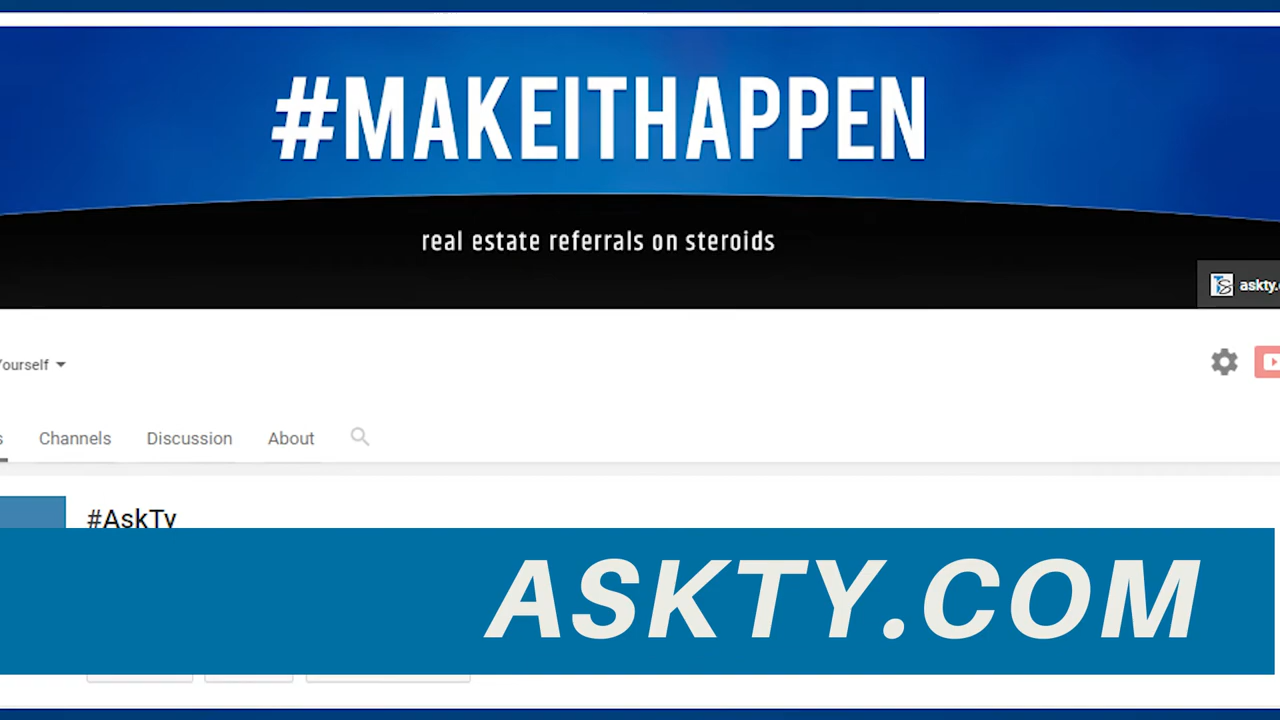 #MAKEITHAPPEN
real estate referrals on steroids
askty.
Yourself
s Channels Discussion About
#AskTy
ASKTY.COM